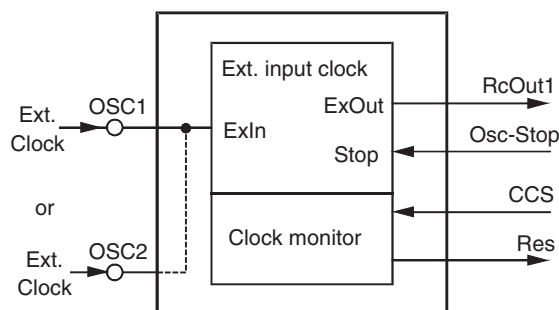 Ext. input clock
RcOut1
ExOut
OSC1
Ext.
Clock
ExIn
Osc-Stop
Stop
CCS
or
Clock monitor
Res
OSC2
Ext.
Clock